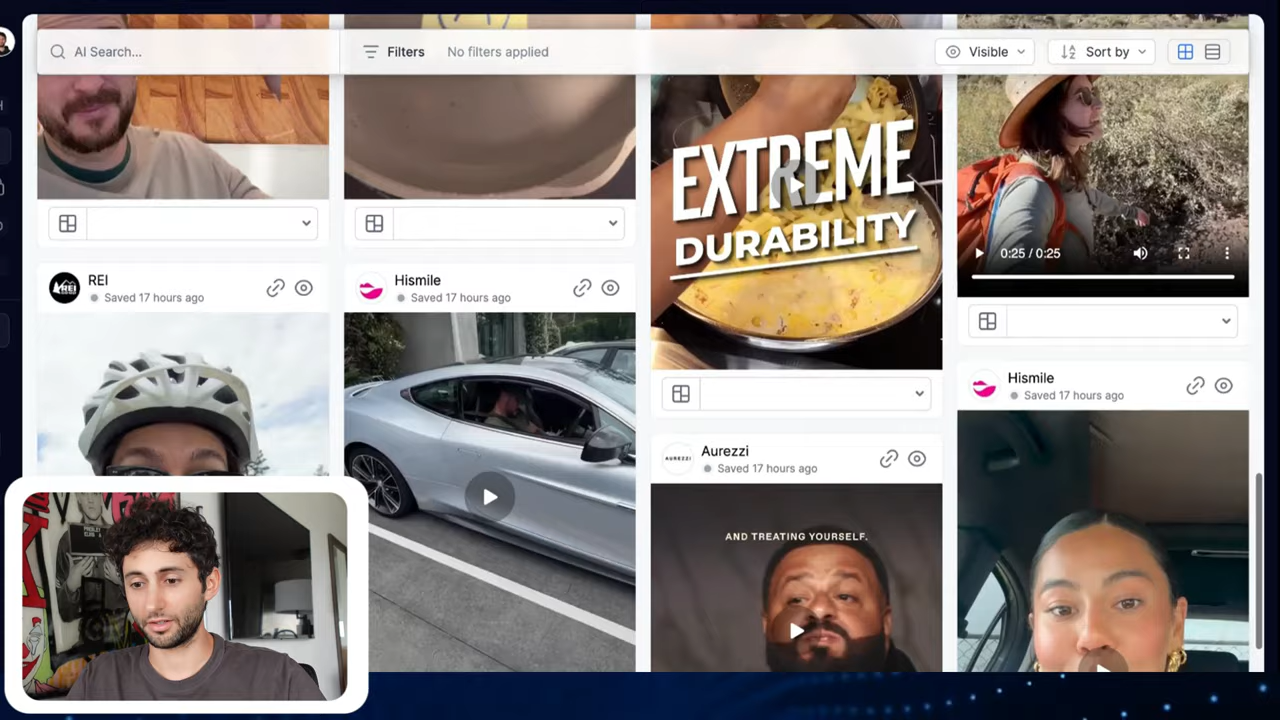 AI Search...
Filters
No filters applied
Visible
Sort by
EXTREME
DURABILITY
0:25 / 0:25
REI
REI
Saved 17 hours ago
Hismile
Saved 17 hours ago
Hismile
Saved 17 hours ago
AUREZZI
Aurezzi
Saved 17 hours ago
AND TREATING YOURSELF.